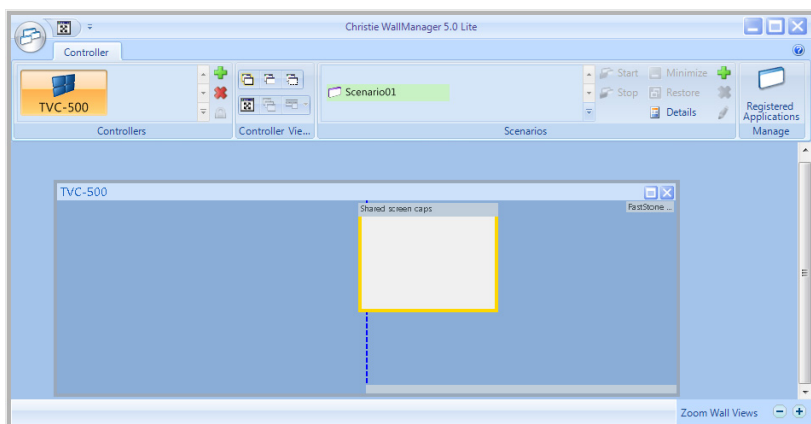 Christie WallManager 5.0 Lite
Controller
TVC-500
Scenario01
Start
Minimize
Stop
Restore
Details
Registered
Applications
Controllers
Controller Vie...
Scenarios
Manage
TVC-500
Shared screen caps
FastStone ...
Zoom Wall Views